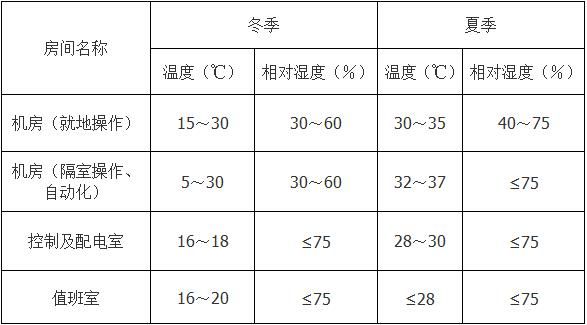 房间名称 冬季 夏季
温度（℃） 相对湿度（%） 温度（℃） 相对湿度（%）
机房（就地操作） 15～30 30～60 30～35 40～75
机房（隔室操作、
自动化） 5～30 30～60 32～37 ≤75
控制及配电室 16～18 ≤75 28～30 ≤75
值班室 16～20 ≤75 ≤28 ≤75